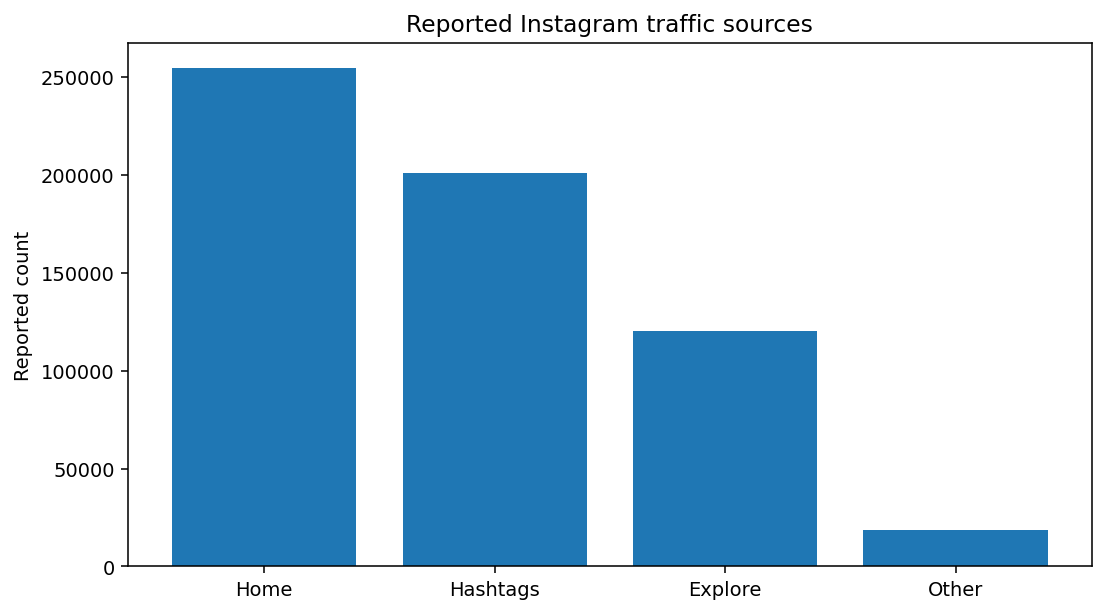 Reported Instagram traffic sources
Reported count
250000
200000
150000
100000
50000
0
Home Hashtags Explore Other